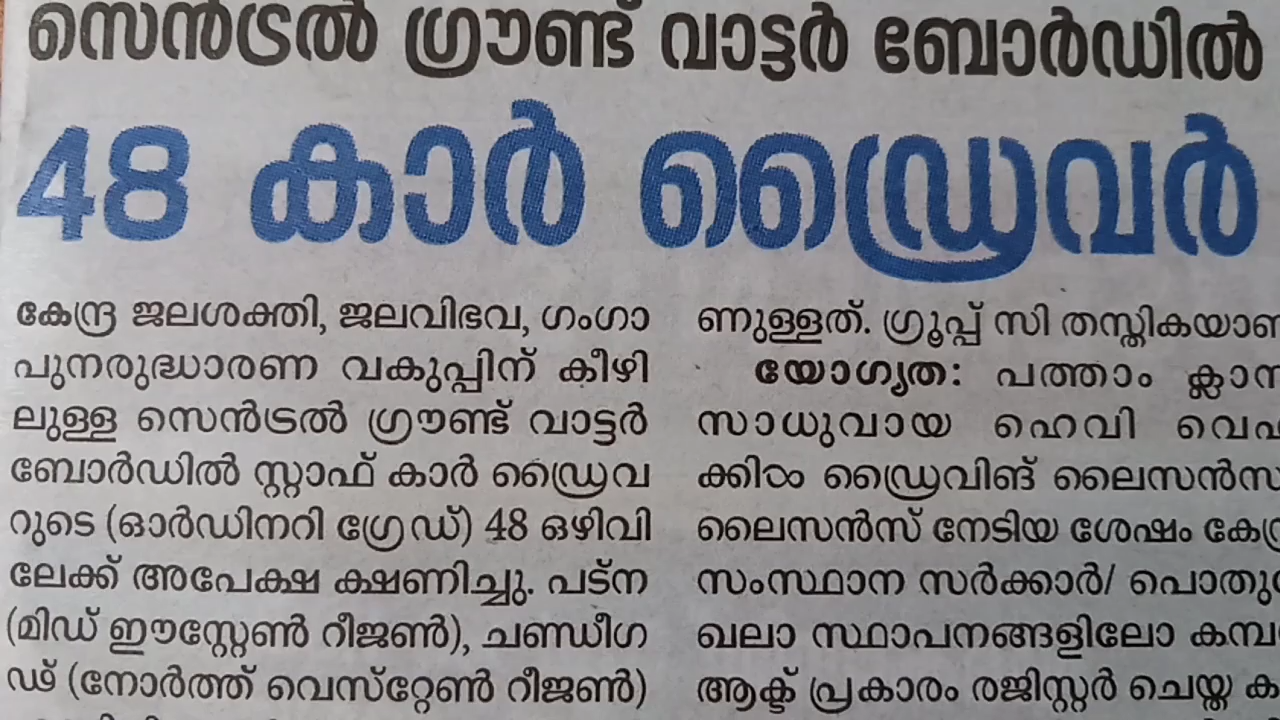 സെൻട്രൽ ഗ്രൗണ്ട് വാട്ടർ ബോർഡിൽ
48 കാർ ഡ്രൈവർ
കേന്ദ്ര ജലശക്തി, ജലവിഭവ, ഗംഗാ
പുനരുദ്ധാരണ വകുപ്പിന് കീഴി
ലുള്ള സെൻട്രൽ ഗ്രൗണ്ട് വാട്ടർ
ബോർഡിൽ സ്റ്റാഫ് കാർ ഡ്രൈവ
റുടെ (ഓർഡിനറി ഗ്രേഡ്) 48 ഒഴിവി
ലേക്ക് അപേക്ഷ ക്ഷണിച്ചു. പട്ന
(മിഡ് ഈസ്റ്റേൺ റീജൺ), ചണ്ഡീഗ
ഢ് (നോർത്ത് വെസ്റ്റേൺ റീജൺ)
ണുള്ളത്. ഗ്രൂപ്പ് സി തസ്തികയാണ
യോഗ്യത: പത്താം ക്ലാസ
സാധുവായ ഹെവി വെഹ
ക്കിൾ ഡ്രൈവിങ് ലൈസൻസ
ലൈസൻസ് നേടിയ ശേഷം കേന്ദ്ര
സംസ്ഥാന സർക്കാർ/ പൊതു
ഖലാ സ്ഥാപനങ്ങളിലോ കമ്പ
ആക്ട് പ്രകാരം രജിസ്റ്റർ ചെയ്ത ക